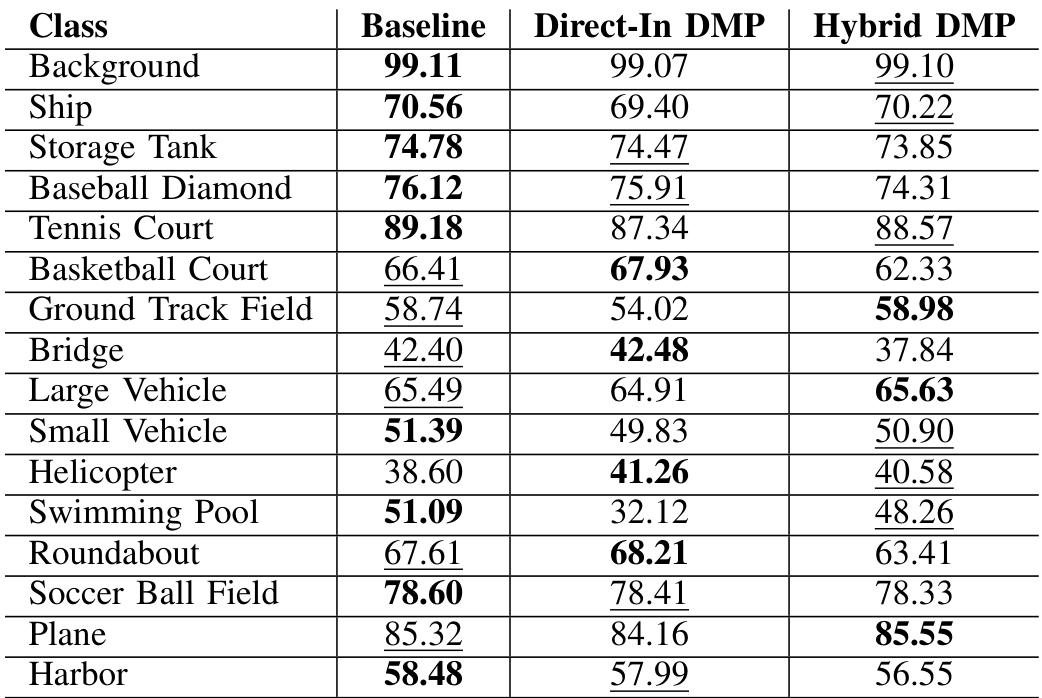 Class Baseline Direct-In DMP Hybrid DMP
Background 99.11 99.07 99.10
Ship 70.56 69.40 70.22
Storage Tank 74.78 74.47 73.85
Baseball Diamond 76.12 75.91 74.31
Tennis Court 89.18 87.34 88.57
Basketball Court 66.41 67.93 62.33
Ground Track Field 58.74 54.02 58.98
Bridge 42.40 42.48 37.84
Large Vehicle 65.49 64.91 65.63
Small Vehicle 51.39 49.83 50.90
Helicopter 38.60 41.26 40.58
Swimming Pool 51.09 32.12 48.26
Roundabout 67.61 68.21 63.41
Soccer Ball Field 78.60 78.41 78.33
Plane 85.32 84.16 85.55
Harbor 58.48 57.99 56.55